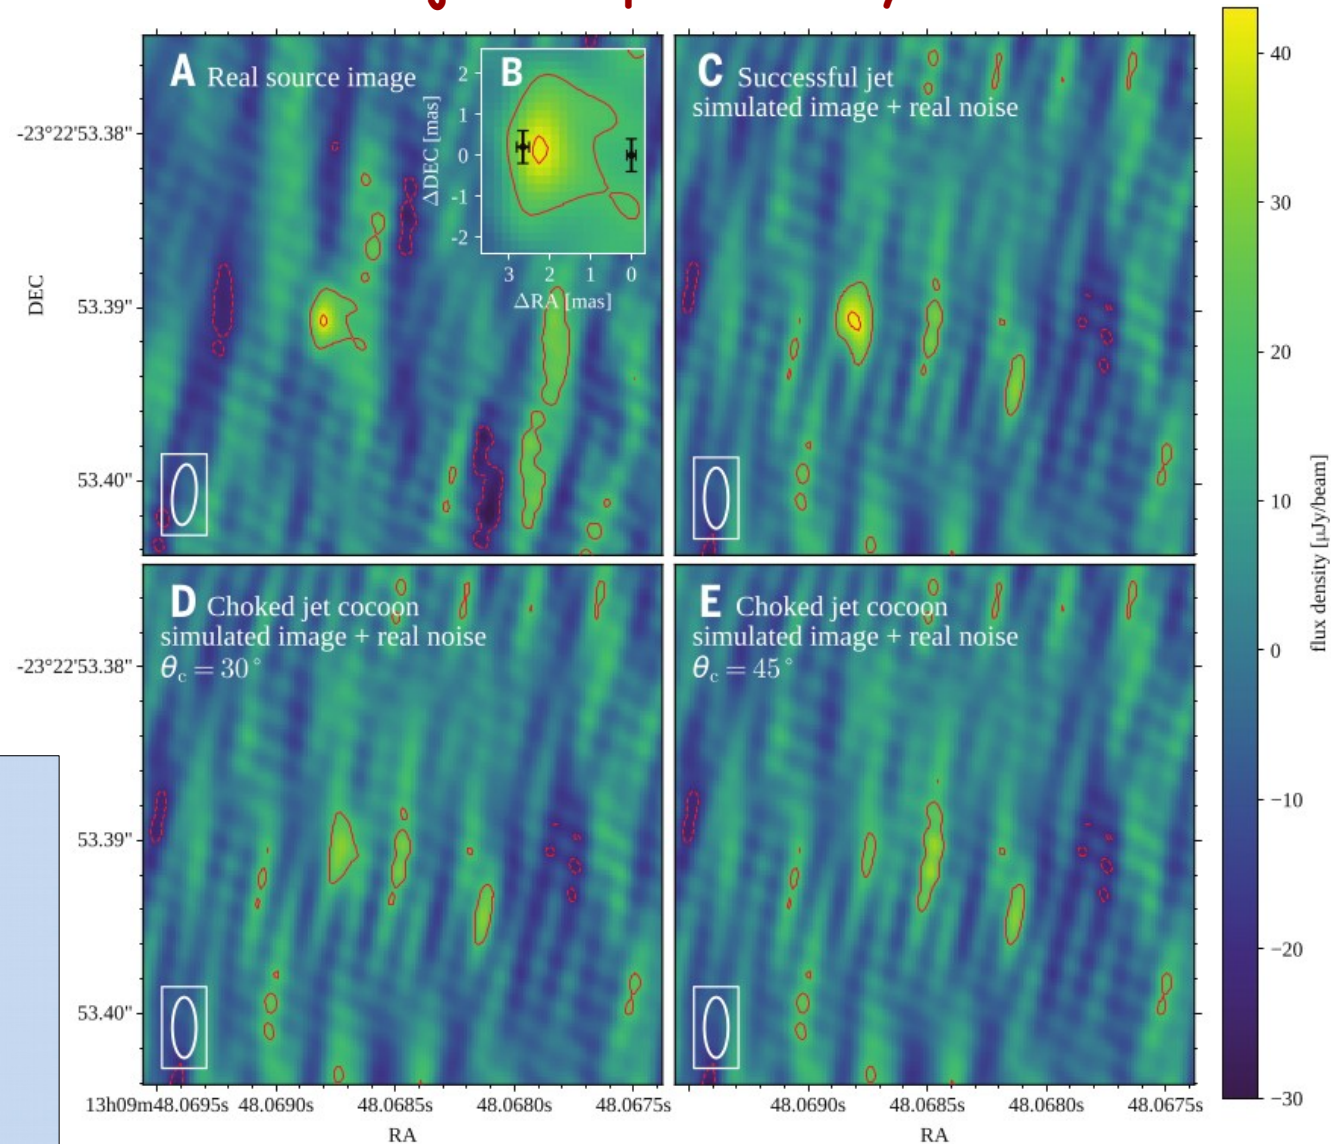 A Real source image
B
C Successful jet
simulated image + real noise
D Choked jet cocoon
simulated image + real noise
θc = 30°
E Choked jet cocoon
simulated image + real noise
θc = 45°
-23°22'53.38"
53.39"
53.40"
DEC
ΔDEC [mas]
2
1
0
-1
-2
3 2 1 0
ΔRA [mas]
-23°22'53.38"
53.39"
53.40"
13h09m48.0695s 48.0690s 48.0685s 48.0680s 48.0675s
RA
48.0690s 48.0685s 48.0680s 48.0675s
RA
40
30
20
10
0
−10
−20
−30
flux density [μJy/beam]